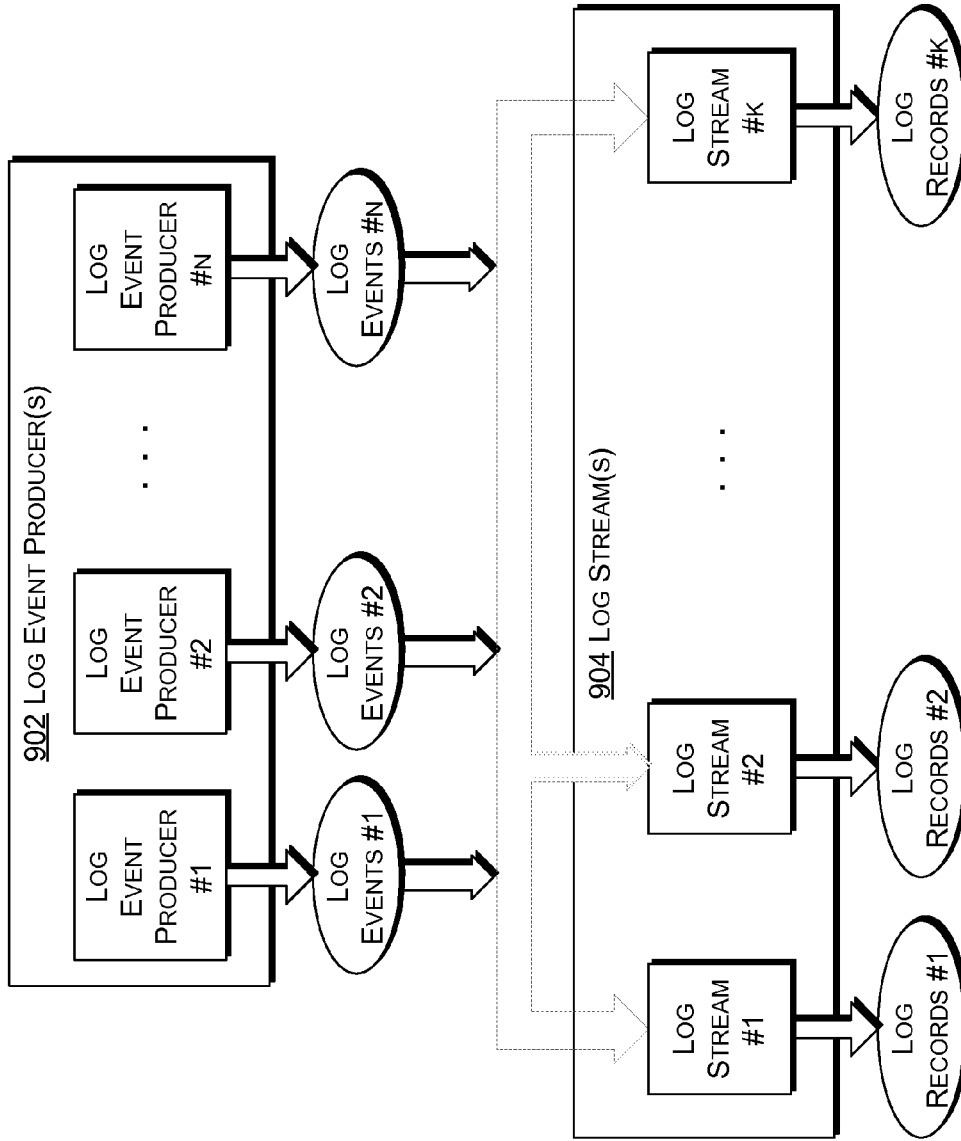 902 LOG EVENT PRODUCER(S)
LOG
EVENT
PRODUCER
#1
LOG
EVENT
PRODUCER
#2
. . .
LOG
EVENT
PRODUCER
#N
LOG
EVENTS #1
LOG
EVENTS #2
LOG
EVENTS #N
904 LOG STREAM(S)
LOG
STREAM
#1
LOG
STREAM
#2
. . .
LOG
STREAM
#K
LOG
RECORDS #1
LOG
RECORDS #2
LOG
RECORDS #K